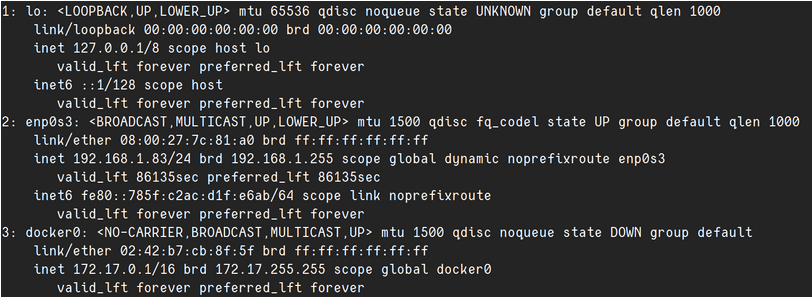 1: lo: <LOOPBACK,UP,LOWER_UP> mtu 65536 qdisc noqueue state UNKNOWN group default qlen 1000
    link/loopback 00:00:00:00:00:00 brd 00:00:00:00:00:00
    inet 127.0.0.1/8 scope host lo
       valid_lft forever preferred_lft forever
    inet6 ::1/128 scope host
       valid_lft forever preferred_lft forever
2: enp0s3: <BROADCAST,MULTICAST,UP,LOWER_UP> mtu 1500 qdisc fq_codel state UP group default qlen 1000
    link/ether 08:00:27:7c:81:a0 brd ff:ff:ff:ff:ff:ff
    inet 192.168.1.83/24 brd 192.168.1.255 scope global dynamic noprefixroute enp0s3
       valid_lft 86135sec preferred_lft 86135sec
    inet6 fe80::785f:c2ac:d1f:e6ab/64 scope link noprefixroute
       valid_lft forever preferred_lft forever
3: docker0: <NO-CARRIER,BROADCAST,MULTICAST,UP> mtu 1500 qdisc noqueue state DOWN group default
    link/ether 02:42:b7:cb:8f:5f brd ff:ff:ff:ff:ff:ff
    inet 172.17.0.1/16 brd 172.17.255.255 scope global docker0
       valid_lft forever preferred_lft forever